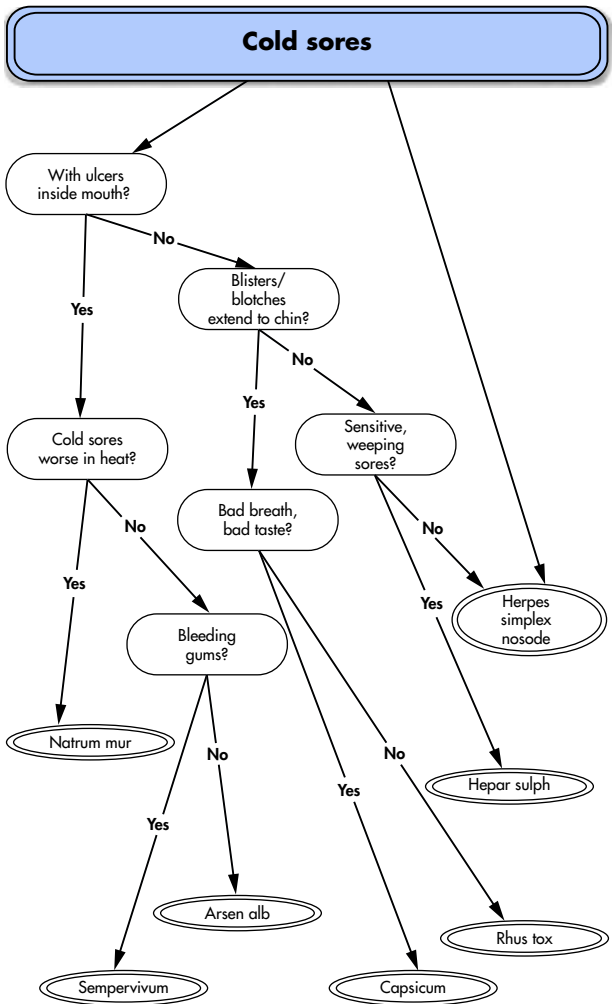 Cold sores
With ulcers
inside mouth?
No
Blisters/
blotches
extend to chin?
Yes
No
Yes
Sensitive,
weeping
sores?
Cold sores
worse in heat?
Bad breath,
bad taste?
No
No
Yes
Yes
Herpes
simplex
nosode
Bleeding
gums?
Natrum mur
No
No
Hepar sulph
Yes
Yes
Arsen alb
Rhus tox
Sempervivum
Capsicum